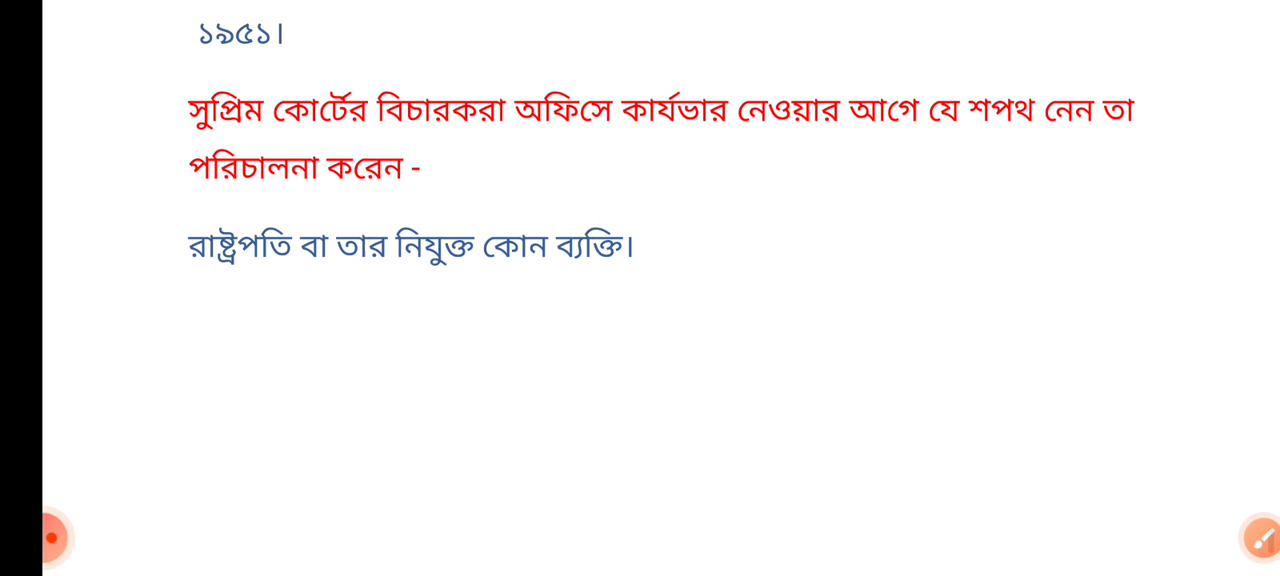 ১৯৫১।
সুপ্রিম কোর্টের বিচারকরা অফিসে কার্যভার নেওয়ার আগে যে শপথ নেন তা
পরিচালনা করেন -
রাষ্ট্রপতি বা তার নিযুক্ত কোন ব্যক্তি।